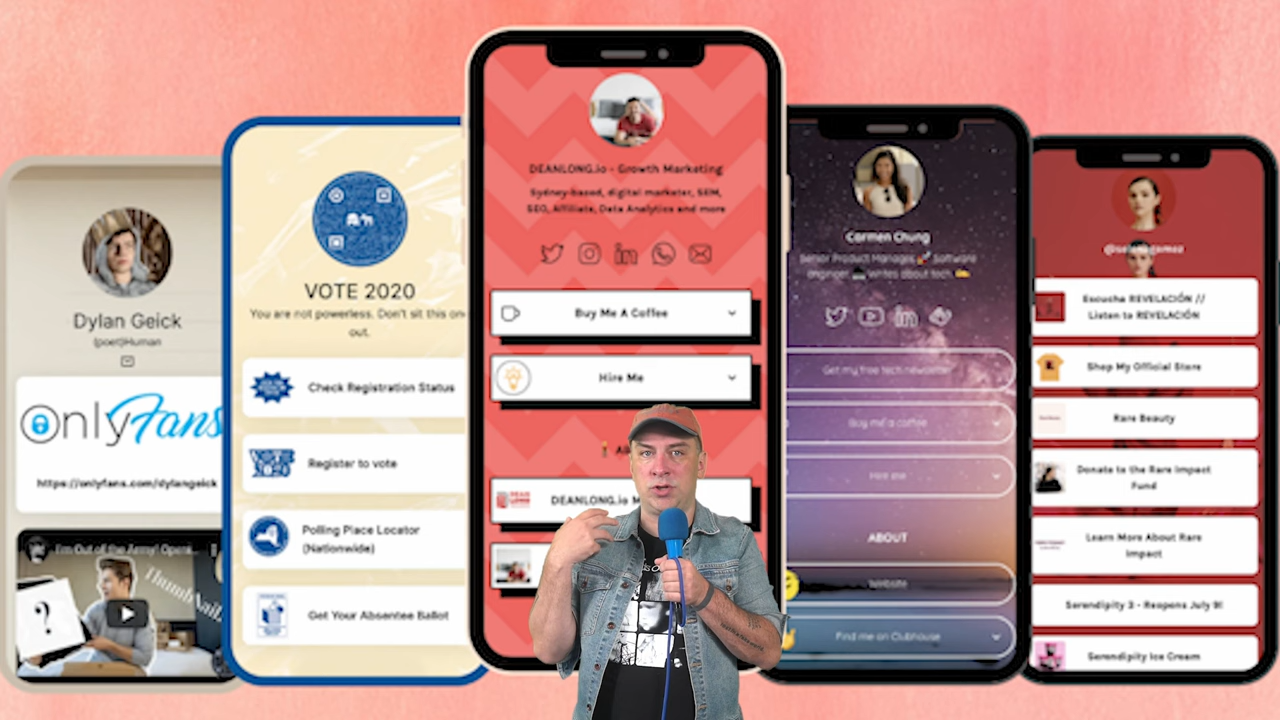 Dylan Geick
(poet)Human
OnlyFans
https://onlyfans.com/dylangeick
I'm Out of the Army! Openi...
?
ThumbNail
VOTE 2020
You are not powerless. Don't sit this on
out.
Check Registration Status
VOTE
Register to vote
Polling Place Locator
(Nationwide)
Get Your Absentee Ballot
DEANLONG.io - Growth Marketing
Sydney-based, digital marketer, SEM,
SEO, Affiliate, Data Analytics and more
Buy Me A Coffee
Hire Me
DEAN
LONG
DEANLONG.io M
Carmen Chung
Senior Product Manager Software
engineer. Writes about tech.
Get my free tech newsletter
Buy me a coffee
Hire me
ABOUT
Website
Find me on Clubhouse
@selenagomez
Escucha REVELACIÓN //
Listen to REVELACIÓN
Shop My Official Store
Rare Beauty
Donate to the Rare Impact
Fund
Learn More About Rare
Impact
Serendipity 3 - Reopens July 9!
Serendipity Ice Cream